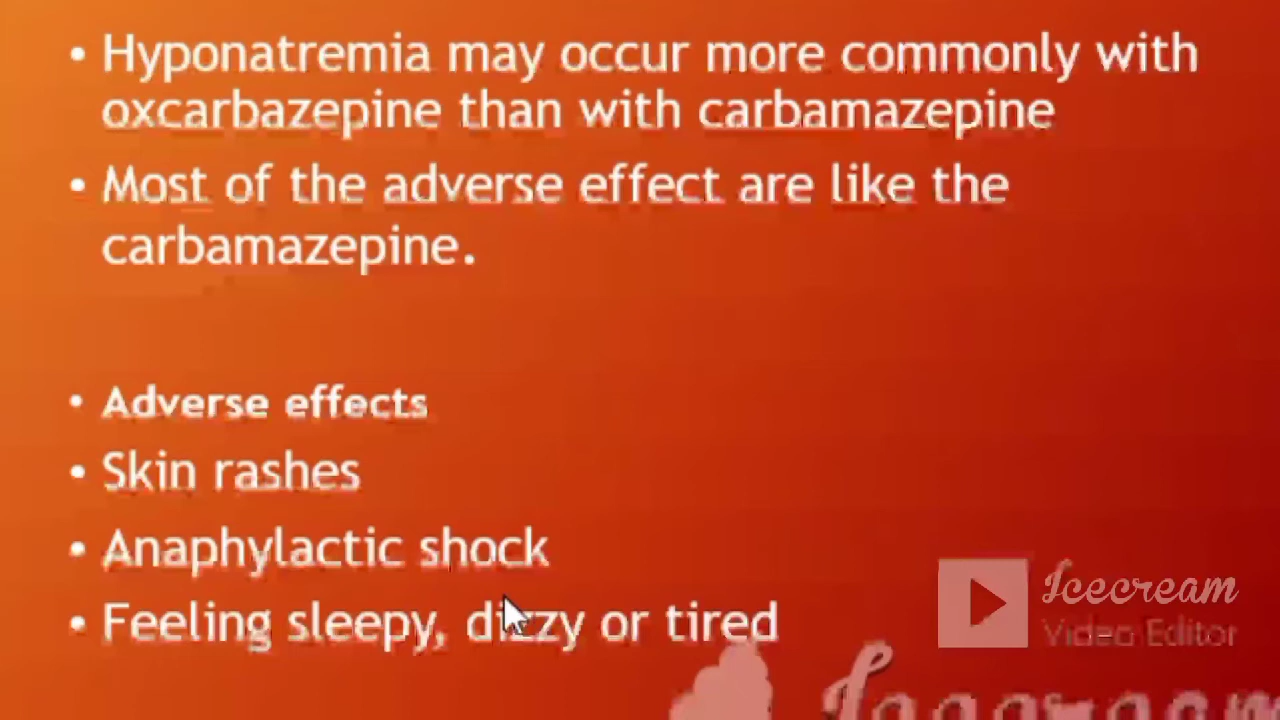 • Hyponatremia may occur more commonly with
oxcarbazepine than with carbamazepine
• Most of the adverse effect are like the
carbamazepine.
• Adverse effects
• Skin rashes
• Anaphylactic shock
• Feeling sleepy, dizzy or tired
Icecream
Video Editor
Icecream